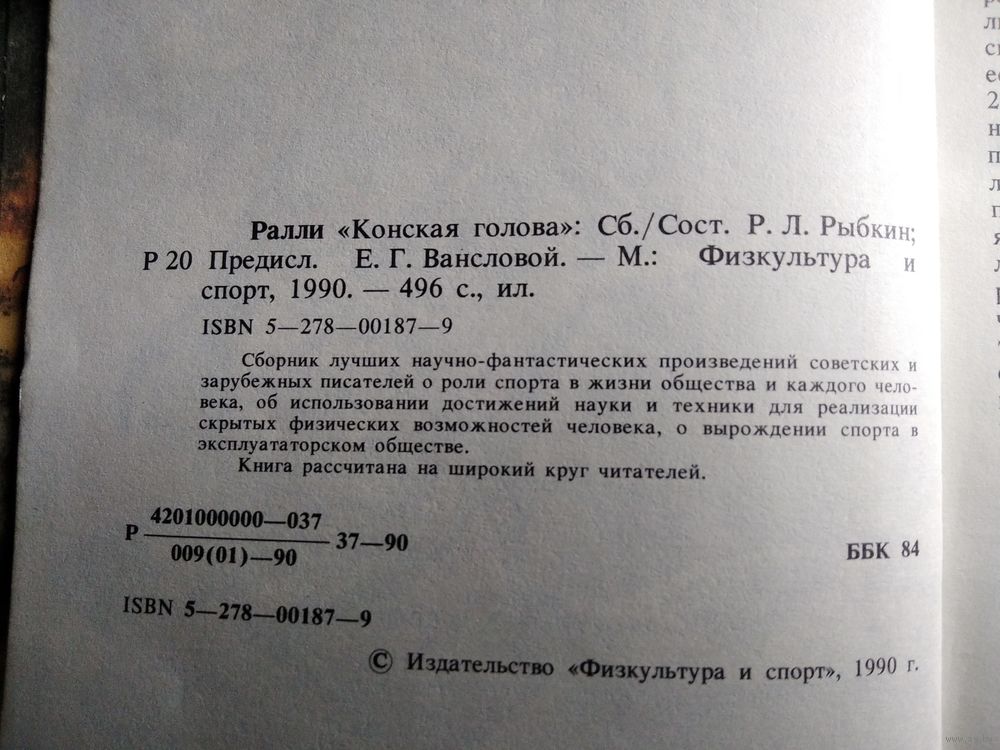 Ралли «Конская голова»: Сб./Сост. Р. Л. Рыбкин;
Р 20 Предисл. Е. Г. Вансловой. — М.: Физкультура и
спорт, 1990. — 496 с., ил.
ISBN 5—278—00187—9
Сборник лучших научно-фантастических произведений советских и
зарубежных писателей о роли спорта в жизни общества и каждого чело-
века, об использовании достижений науки и техники для реализации
скрытых физических возможностей человека, о вырождении спорта в
эксплуататорском обществе.
Книга рассчитана на широкий круг читателей.
4201000000—037
Р 37—90
009(01)—90
ББК 84
ISBN 5—278—00187—9
© Издательство «Физкультура и спорт», 1990 г.